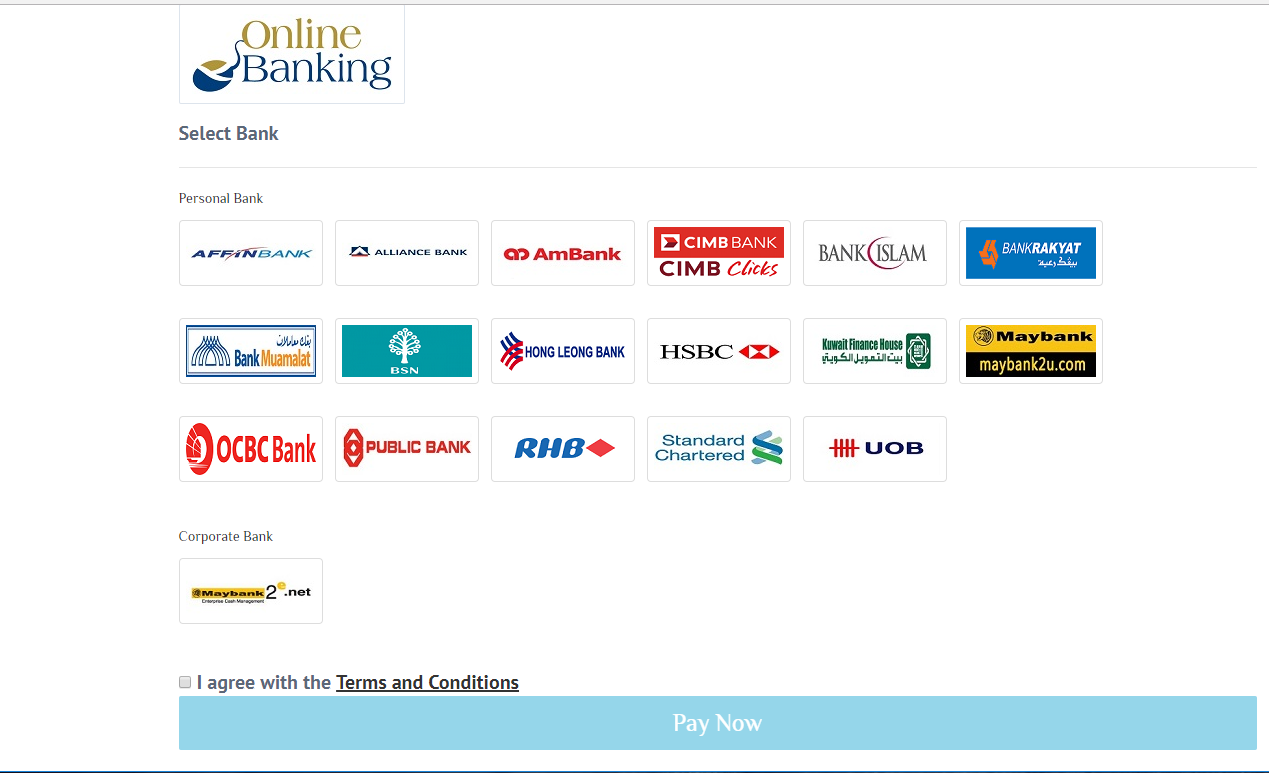 Online
Banking
Select Bank
Personal Bank
AFFINBANK
ALLIANCE BANK
AmBank
CIMB BANK
CIMB Clicks
BANK ISLAM
BANK RAKYAT
بيڠک رعية
بنك معاملات
Bank Muamalat
BSN
HONG LEONG BANK
HSBC
Kuwait Finance House
بيت التمويل الكويتي
Maybank
maybank2u.com
OCBC Bank
PUBLIC BANK
RHB
Standard
Chartered
UOB
Corporate Bank
Maybank2e.net
Enterprise Cash Management
I agree with the Terms and Conditions
Pay Now